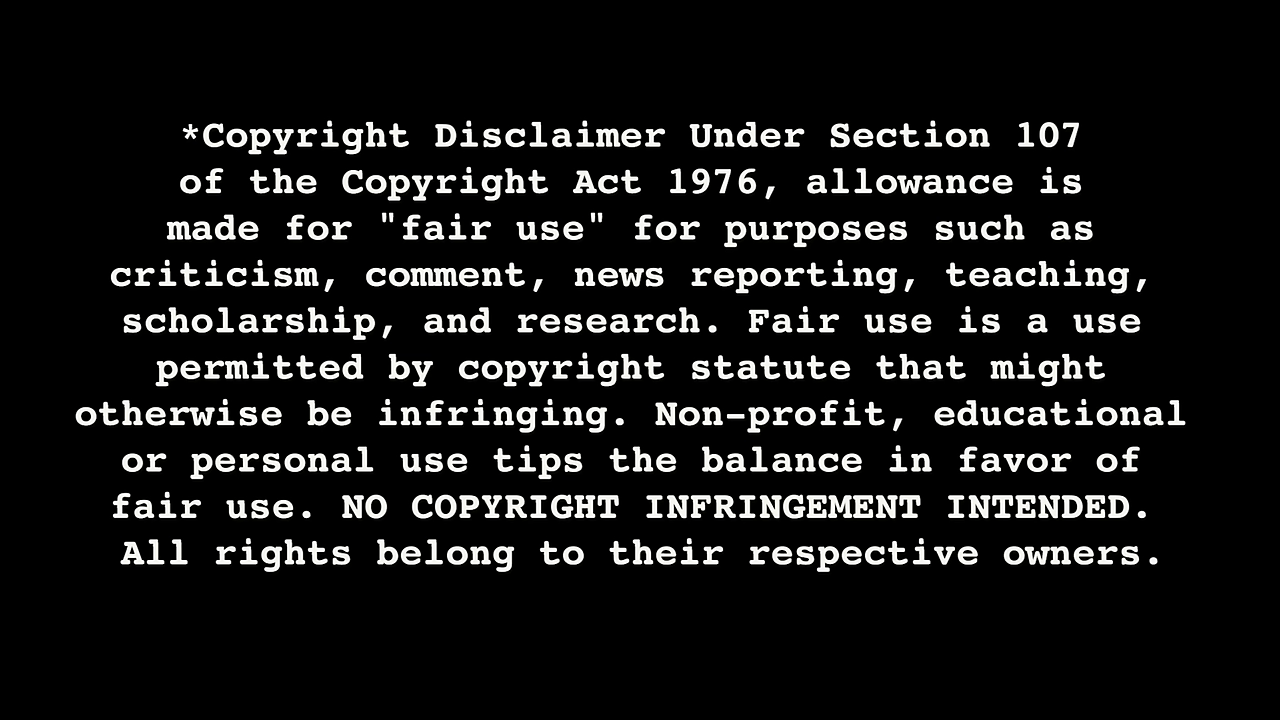 *Copyright Disclaimer Under Section 107
of the Copyright Act 1976, allowance is
made for "fair use" for purposes such as
criticism, comment, news reporting, teaching,
scholarship, and research. Fair use is a use
permitted by copyright statute that might
otherwise be infringing. Non-profit, educational
or personal use tips the balance in favor of
fair use. NO COPYRIGHT INFRINGEMENT INTENDED.
All rights belong to their respective owners.